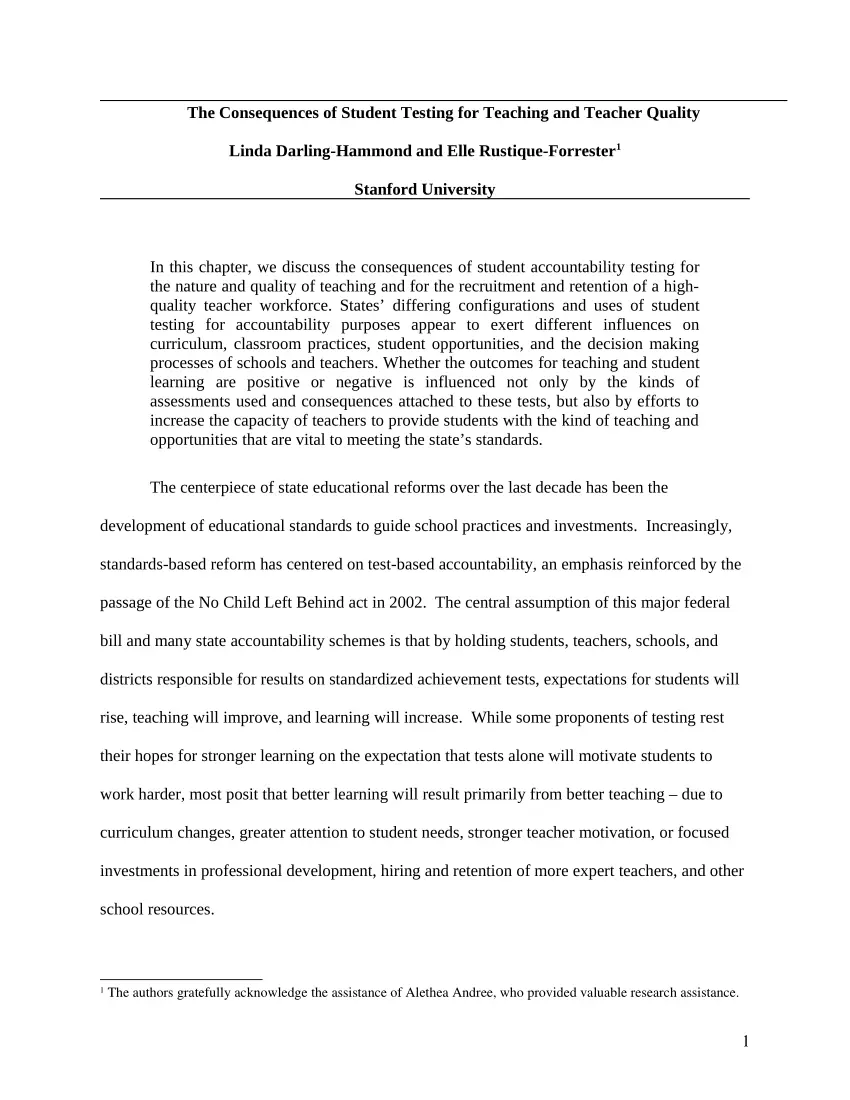 The Consequences of Student Testing for Teaching and Teacher Quality
Linda Darling-Hammond and Elle Rustique-Forrester1
Stanford University
In this chapter, we discuss the consequences of student accountability testing for
the nature and quality of teaching and for the recruitment and retention of a high-
quality teacher workforce. States’ differing configurations and uses of student
testing for accountability purposes appear to exert different influences on
curriculum, classroom practices, student opportunities, and the decision making
processes of schools and teachers. Whether the outcomes for teaching and student
learning are positive or negative is influenced not only by the kinds of
assessments used and consequences attached to these tests, but also by efforts to
increase the capacity of teachers to provide students with the kind of teaching and
opportunities that are vital to meeting the state’s standards.
The centerpiece of state educational reforms over the last decade has been the
development of educational standards to guide school practices and investments.  Increasingly,
standards-based reform has centered on test-based accountability, an emphasis reinforced by the
passage of the No Child Left Behind act in 2002.  The central assumption of this major federal
bill and many state accountability schemes is that by holding students, teachers, schools, and
districts responsible for results on standardized achievement tests, expectations for students will
rise, teaching will improve, and learning will increase.  While some proponents of testing rest
their hopes for stronger learning on the expectation that tests alone will motivate students to
work harder, most posit that better learning will result primarily from better teaching – due to
curriculum changes, greater attention to student needs, stronger teacher motivation, or focused
investments in professional development, hiring and retention of more expert teachers, and other
school resources.
1 The authors gratefully acknowledge the assistance of Alethea Andree, who provided valuable research assistance.
1